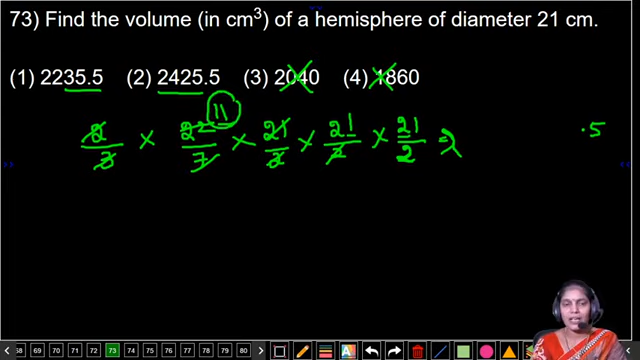 73) Find the volume (in cm³) of a hemisphere of diameter 21 cm.
(1) 2235.5 (2) 2425.5 (3) 2040 (4) 1860
11
2/3 × 22/7 × 21/2 × 21/2 × 21/2 =
.5
68 69 70 71 72 73 74 75 76 77 78 79 80